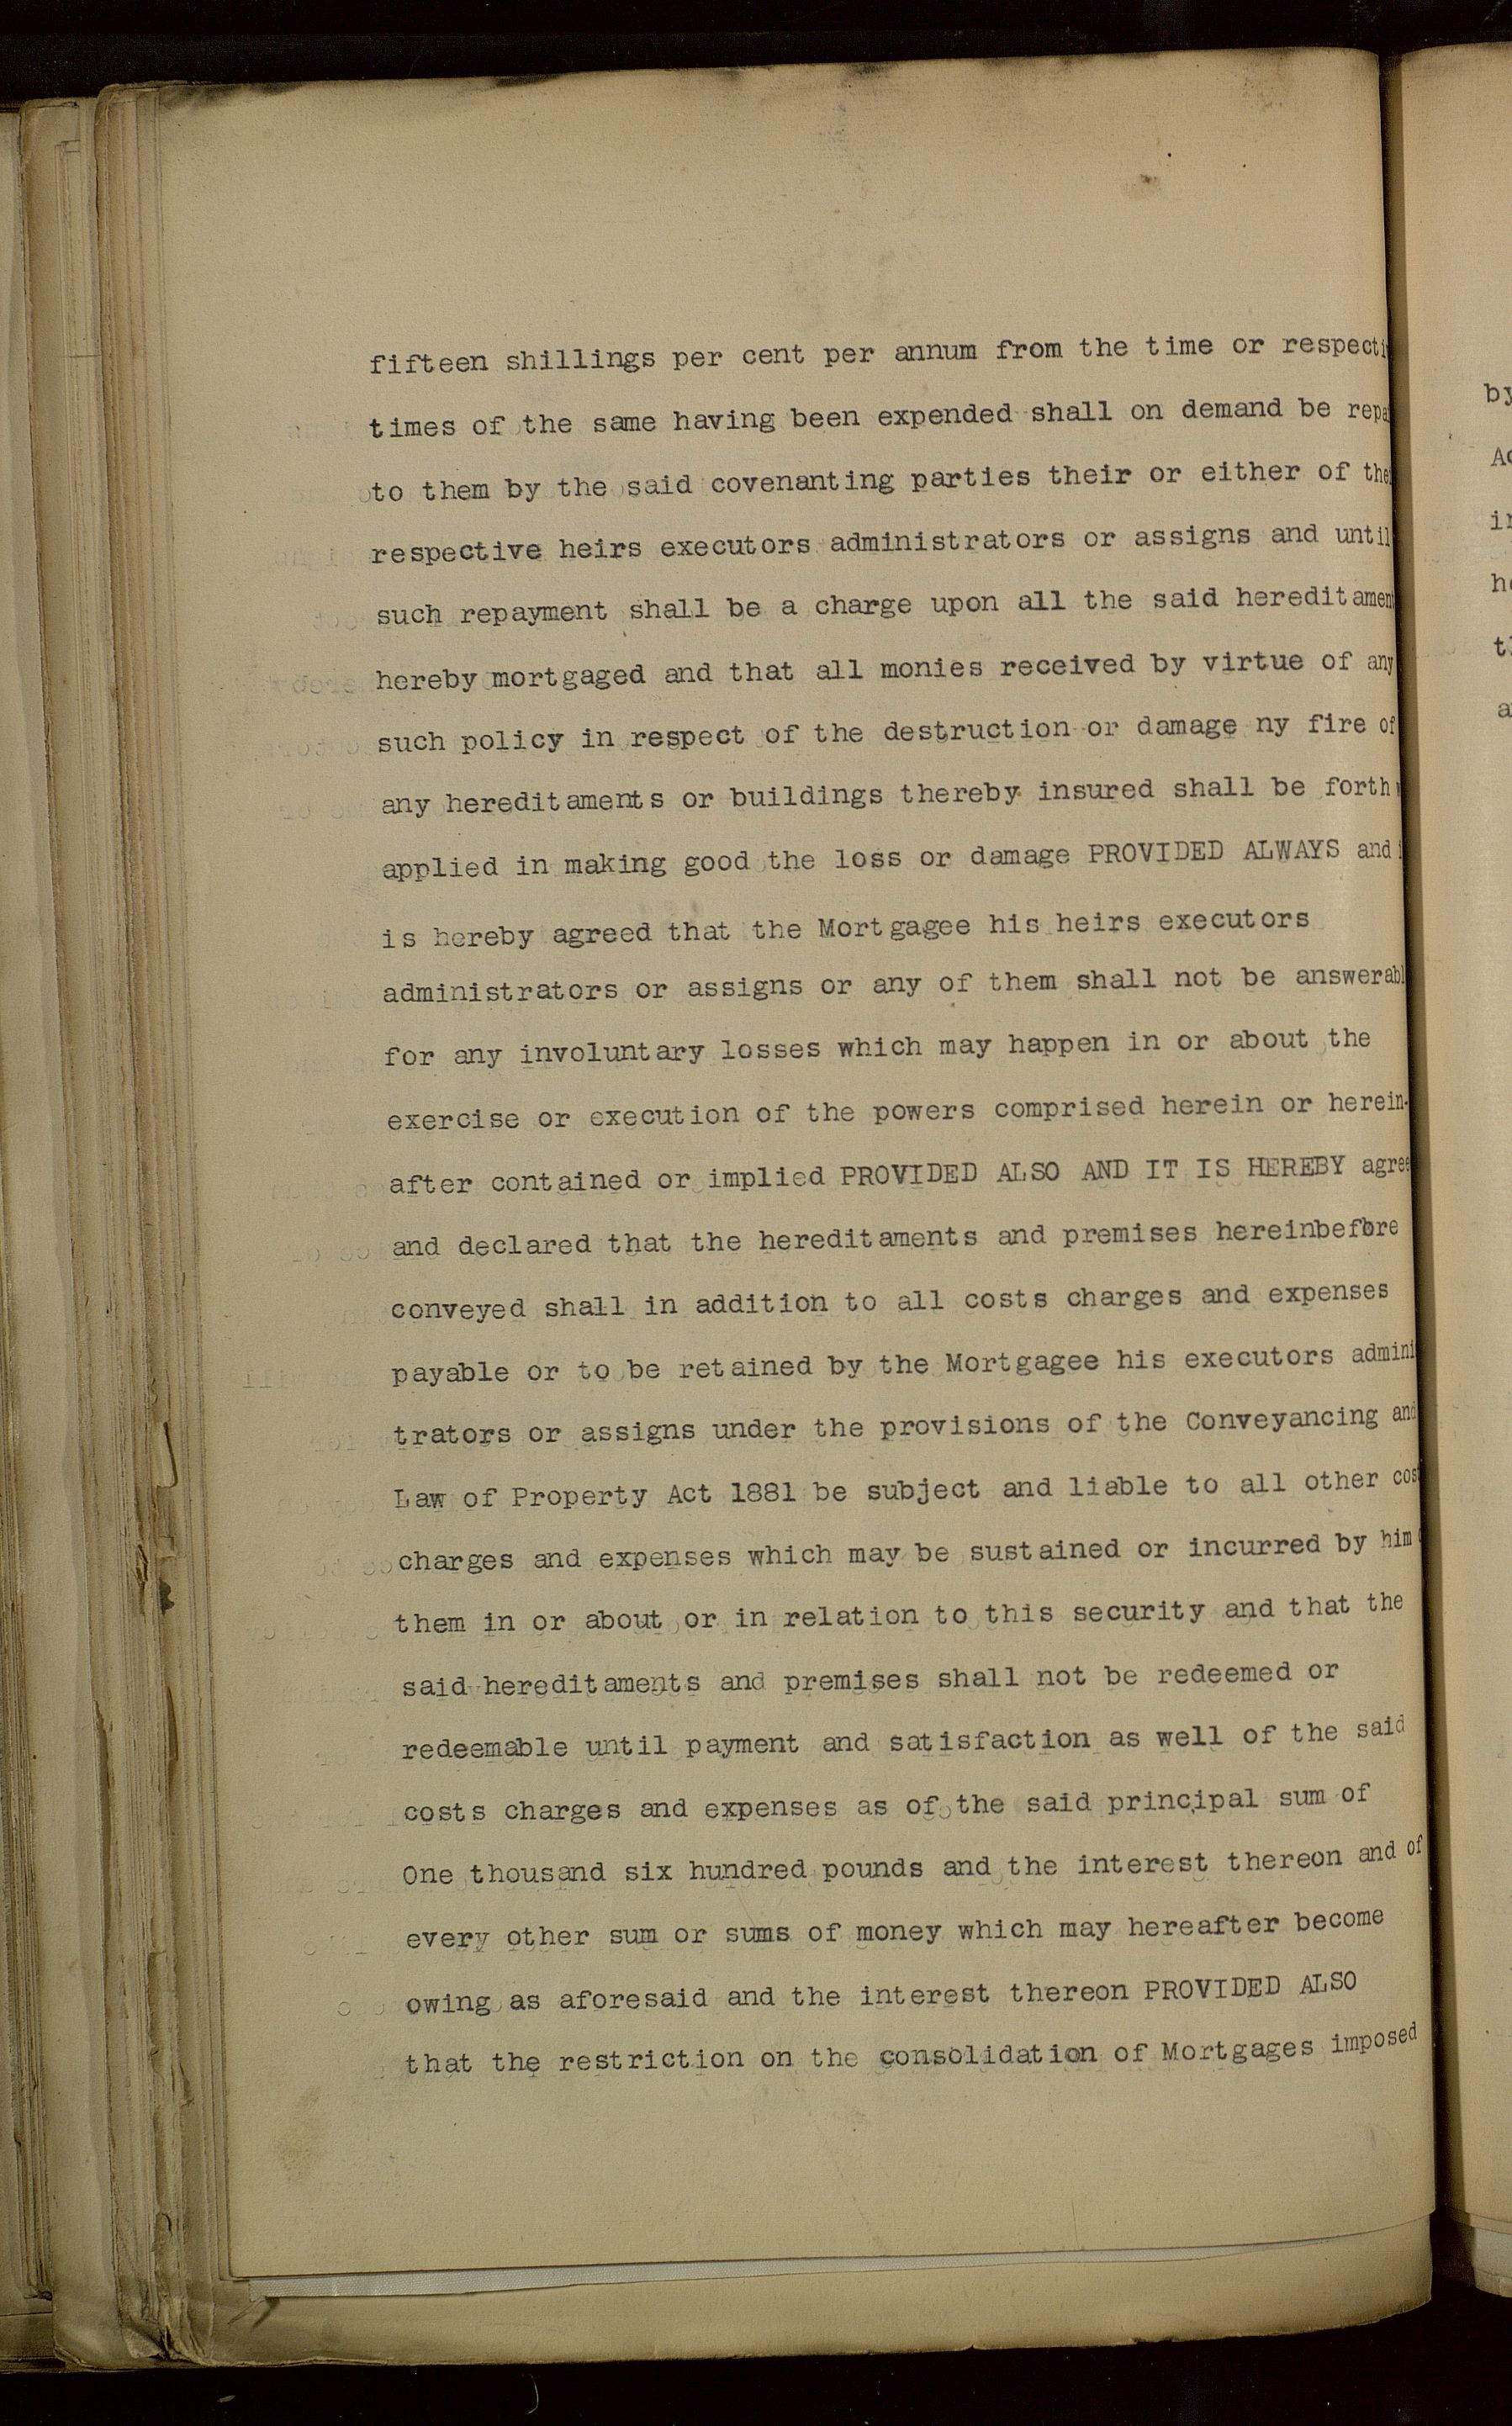 fifteen shillings per cent per annum from the time or respecti
times of the same having been expended shall on demand be repa
to them by the said covenanting parties their or either of the
respective heirs executors administrators or assigns and until
such repayment shall be a charge upon all the said hereditament
hereby mortgaged and that all monies received by virtue of any
such policy in respect of the destruction or damage ny fire of
any hereditaments or buildings thereby insured shall be forthw
applied in making good the loss or damage PROVIDED ALWAYS and i
is hereby agreed that the Mortgagee his heirs executors
administrators or assigns or any of them shall not be answerabl
for any involuntary losses which may happen in or about the
exercise or execution of the powers comprised herein or herein-
after contained or implied PROVIDED ALSO AND IT IS HEREBY agree
and declared that the hereditaments and premises hereinbefore
conveyed shall in addition to all costs charges and expenses
payable or to be retained by the Mortgagee his executors admini
trators or assigns under the provisions of the Conveyancing and
Law of Property Act 1881 be subject and liable to all other cos
charges and expenses which may be sustained or incurred by him
them in or about or in relation to this security and that the
said hereditaments and premises shall not be redeemed or
redeemable until payment and satisfaction as well of the said
costs charges and expenses as of the said principal sum of
One thousand six hundred pounds and the interest thereon and of
every other sum or sums of money which may hereafter become
owing as aforesaid and the interest thereon PROVIDED ALSO
that the restriction on the consolidation of Mortgages imposed
by